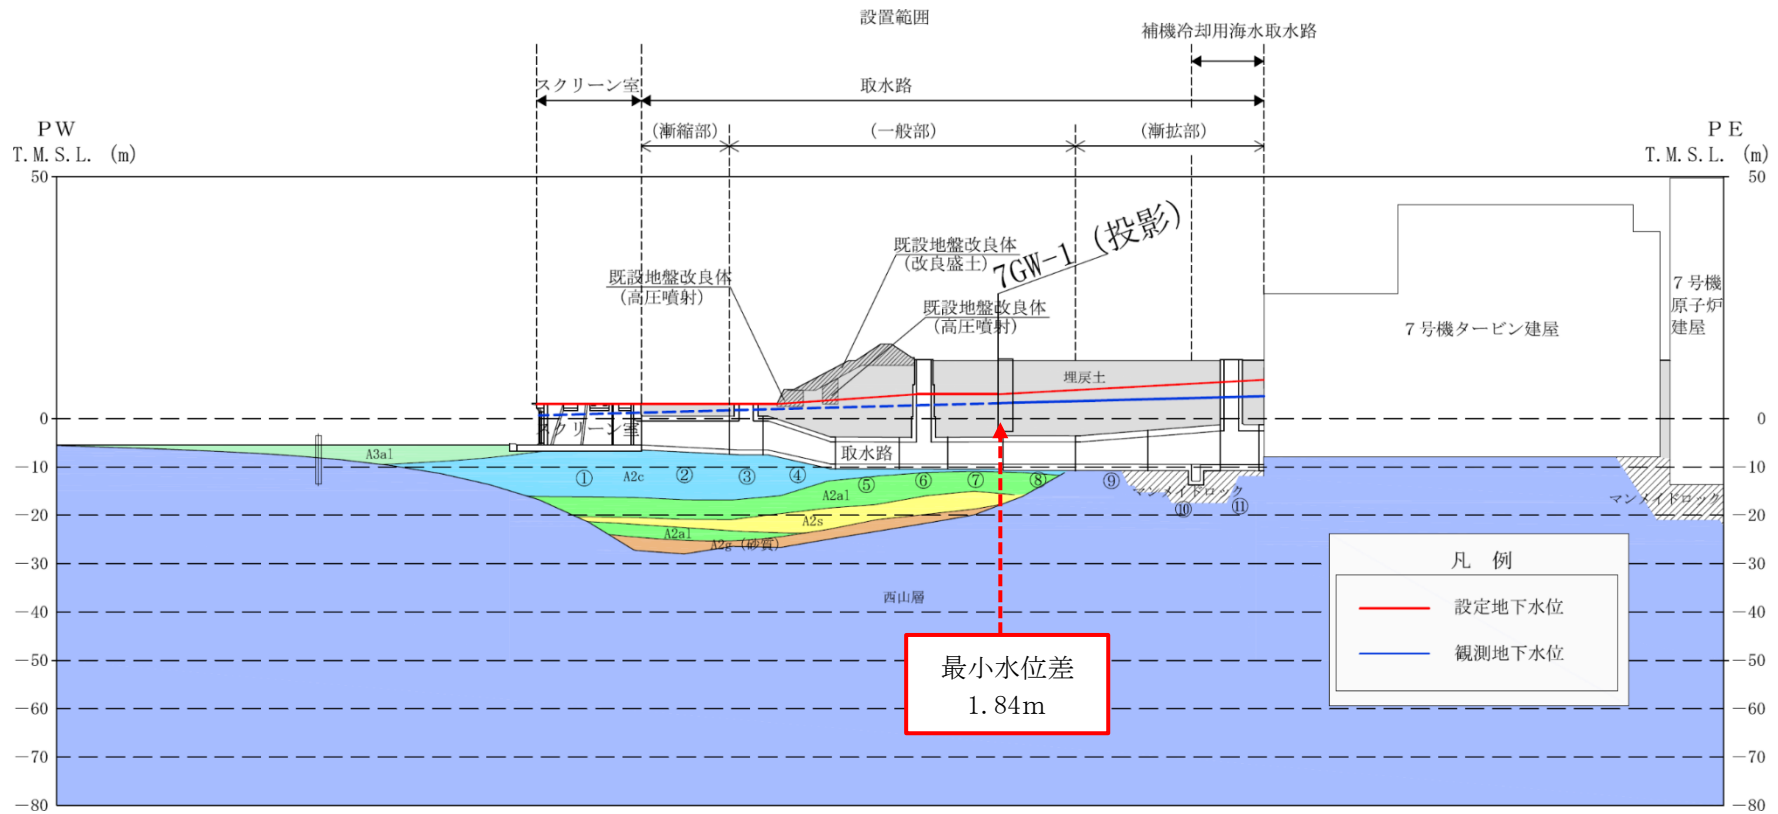 設置範囲
補機冷却用海水取水路
スクリーン室
取水路
(漸縮部)
(一般部)
(漸拡部)
PW
T.M.S.L. (m)
PE
T.M.S.L. (m)
50
50
既設地盤改良体
(改良盛土)
7GW-1 (投影)
既設地盤改良体
(高圧噴射)
既設地盤改良体
(高圧噴射)
7号機タービン建屋
7号機
原子炉
建屋
埋戻土
0
0
スクリーン室
取水路
A3al
-10
-10
① A2c ② ③ ④ ⑤ ⑥ ⑦ ⑧ ⑨
マンメイドロック
⑩ ⑪
マンメイドロック
A2al
A2s
-20
-20
A2al
A2g (砂質)
-30
-30
西山層
-40
-40
-50
-50
-60
-60
-70
-70
-80
-80
最小水位差
1.84m
凡 例
設定地下水位
観測地下水位